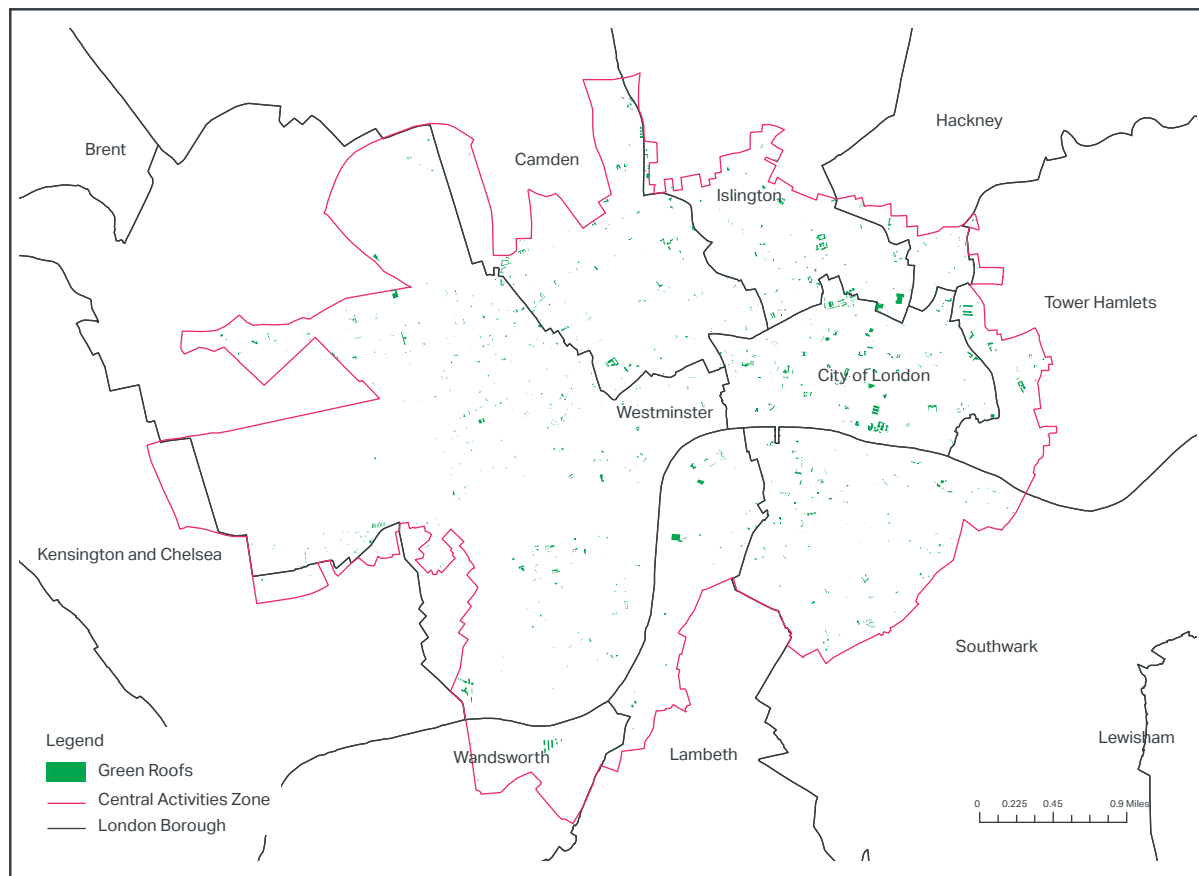 Hackney
Brent
Camden
Islington
Tower Hamlets
City of London
Westminster
Kensington and Chelsea
Southwark
Lewisham
Lambeth
Wandsworth
Legend
Green Roofs
Central Activities Zone
London Borough
0 0.225 0.45 0.9 Miles